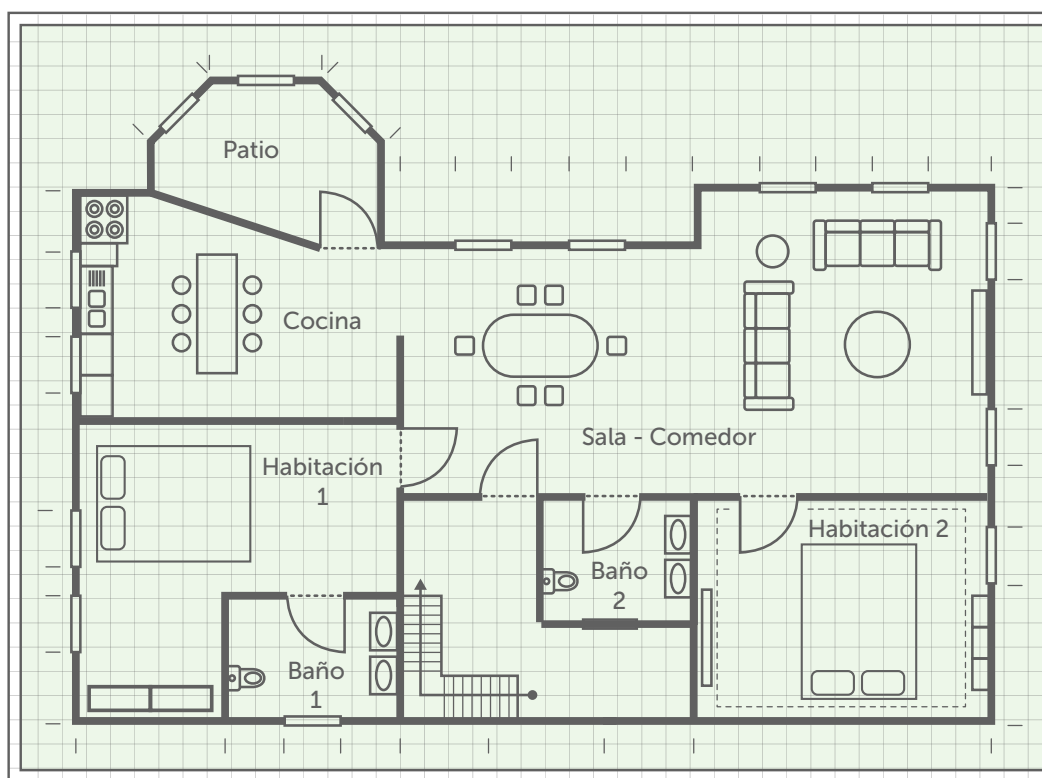 Patio
Cocina
Sala - Comedor
Habitación
1
Habitación 2
Baño
2
Baño
1